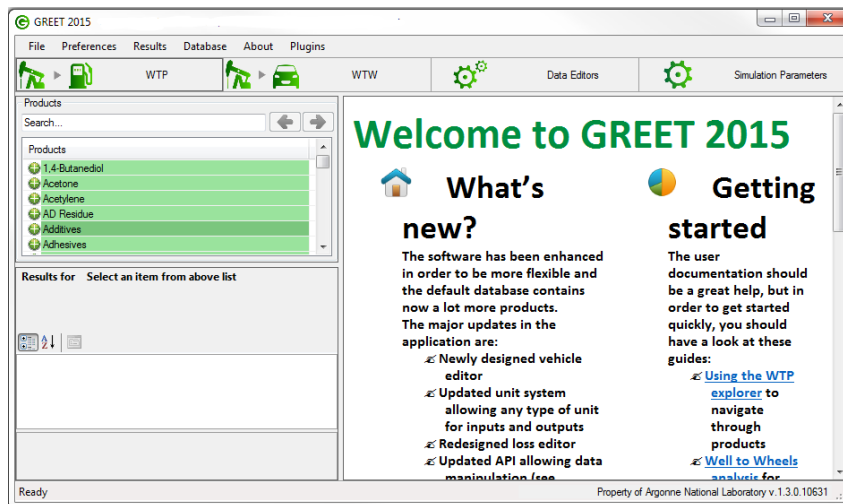 GREET 2015
File Preferences Results Database About Plugins
WTP WTW Data Editors Simulation Parameters
Products
Search...
Products
1,4-Butanediol
Acetone
Acetylene
AD Residue
Additives
Adhesives
Results for Select an item from above list
Welcome to GREET 2015
What's
new?
The software has been enhanced
in order to be more flexible and
the default database contains
now a lot more products.
The major updates in the
application are:
Newly designed vehicle
editor
Updated unit system
allowing any type of unit
for inputs and outputs
Redesigned loss editor
Updated API allowing data
manipulation (see
Getting
started
The user
documentation should
be a great help, but in
order to get started
quickly, you should
have a look at these
guides:
Using the WTP
explorer to
navigate
through
products
Well to Wheels
analysis for
Ready
Property of Argonne National Laboratory v.1.3.0.10631